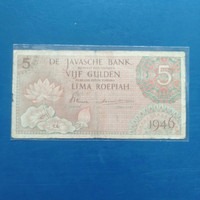 5 DE JAVASCHE BANK 5
VIJF GULDEN
LIMA ROEPIAH
1946